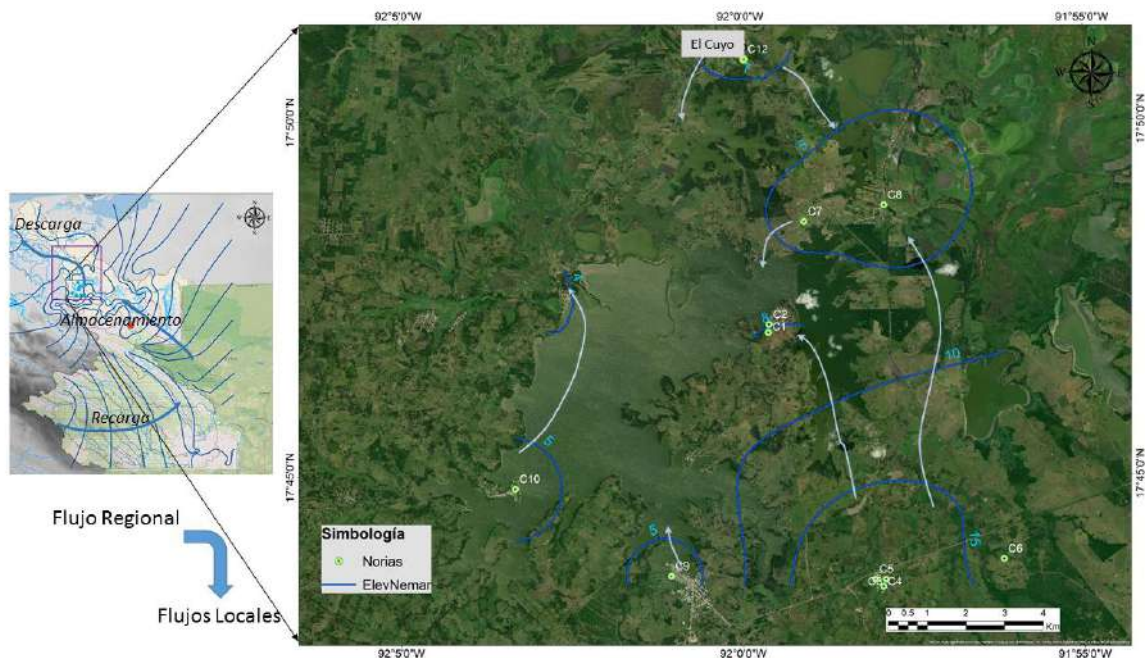 92°5'0"W
92°0'0"W
91°55'0"W
El Cuyo
C12
N
W
E
S
17°50'0"N
17°50'0"N
C8
C7
Descarga
Almacenamiento
Recarga
C2
C1
10
5
C10
17°45'0"N
17°45'0"N
Flujo Regional
Flujos Locales
Simbología
Norias
ElevNemar
5
C9
15
C6
C5
C4
0 0.5 1 2 3 4
Km
92°5'0"W
92°0'0"W
91°55'0"W